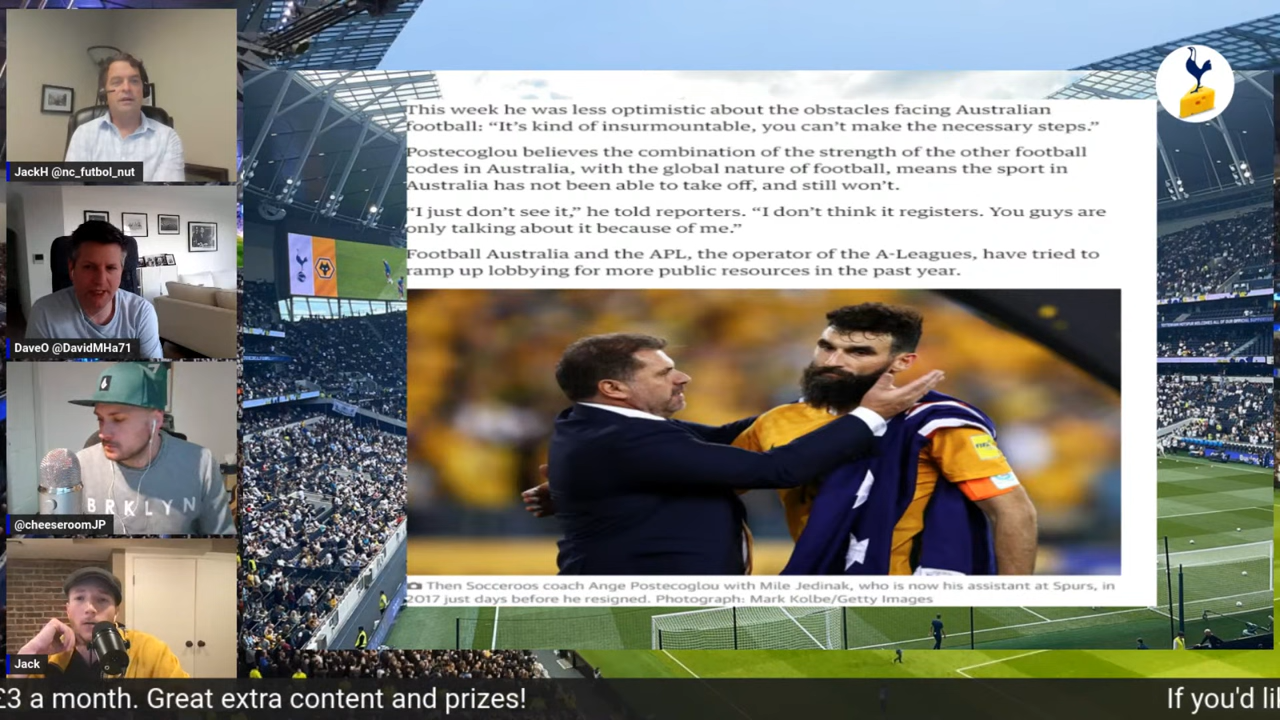 JackH @nc_futbol_nut
DaveO @DavidMHa71
BRKLYN
@cheeseroomJP
Jack
This week he was less optimistic about the obstacles facing Australian
football: “It’s kind of insurmountable, you can’t make the necessary steps.”
Postecoglou believes the combination of the strength of the other football
codes in Australia, with the global nature of football, means the sport in
Australia has not been able to take off, and still won’t.
“I just don’t see it,” he told reporters. “I don’t think it registers. You guys are
only talking about it because of me.”
Football Australia and the APL, the operator of the A-Leagues, have tried to
ramp up lobbying for more public resources in the past year.
Then Socceroos coach Ange Postecoglou with Mile Jedinak, who is now his assistant at Spurs, in
2017 just days before he resigned. Photograph: Mark Kolbe/Getty Images
£3 a month. Great extra content and prizes!
If you'd li